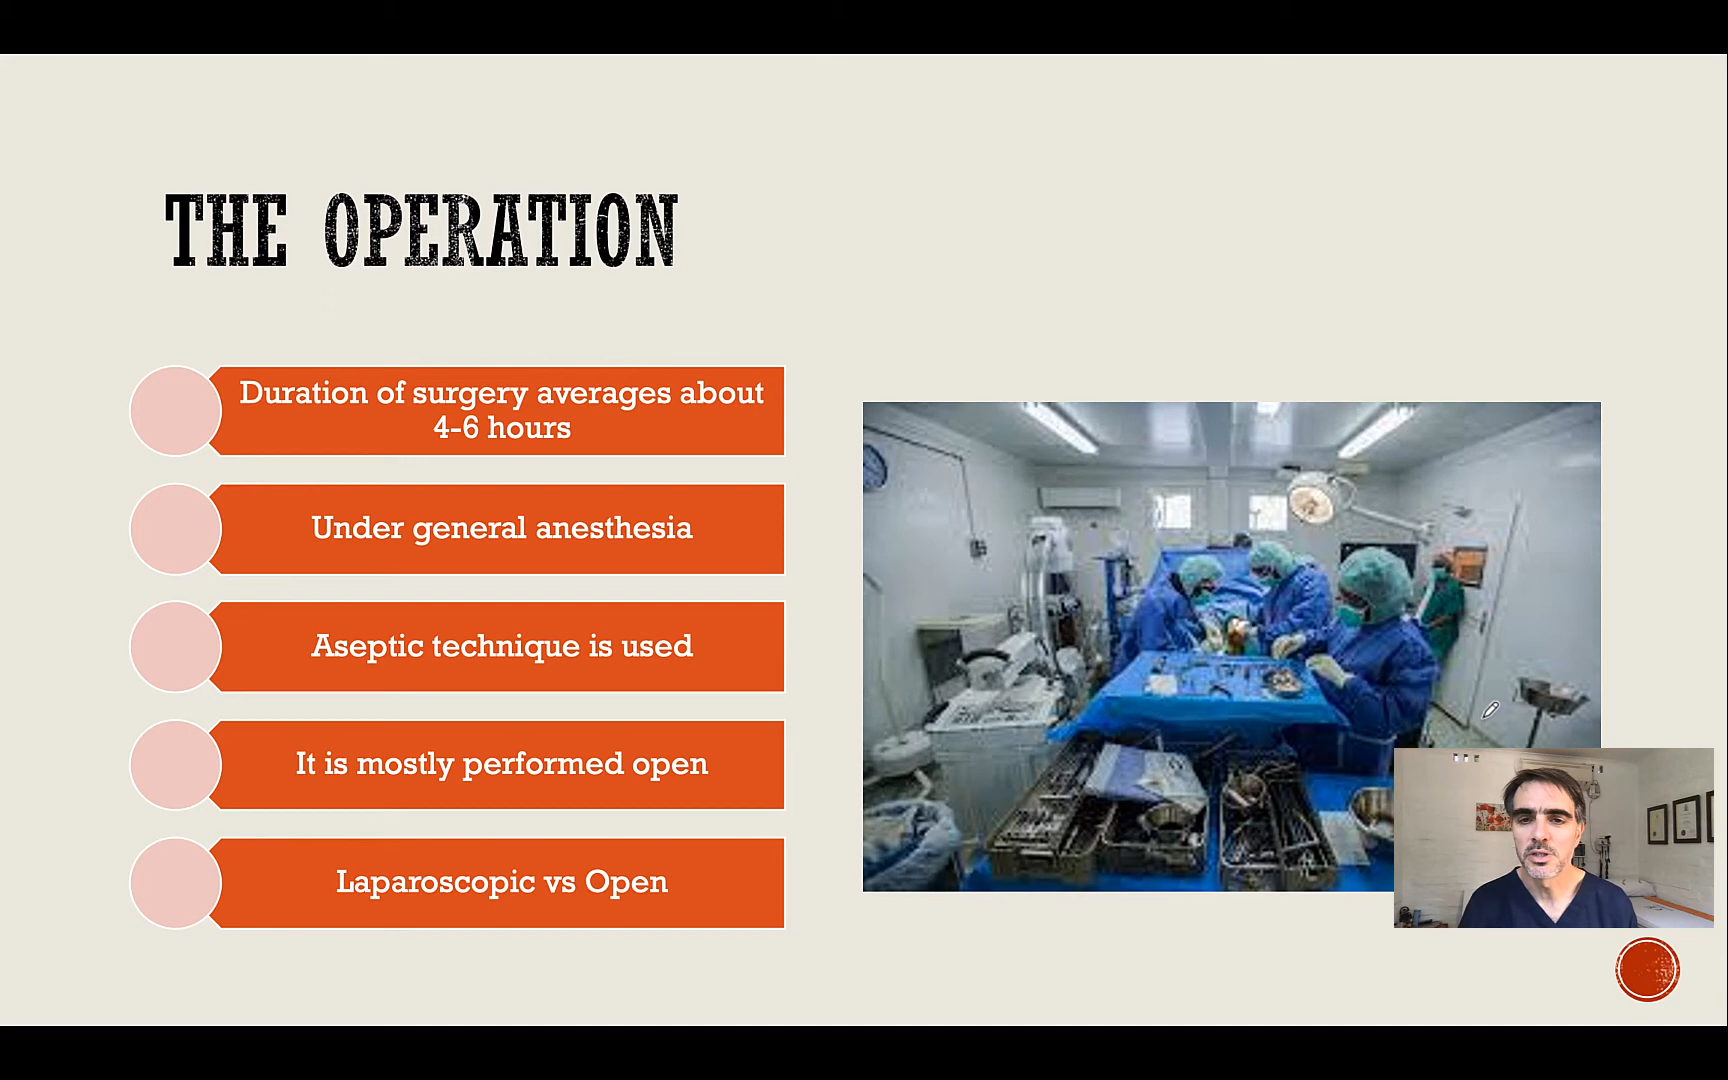 THE OPERATION
Duration of surgery averages about
4-6 hours
Under general anesthesia
Aseptic technique is used
It is mostly performed open
Laparoscopic vs Open